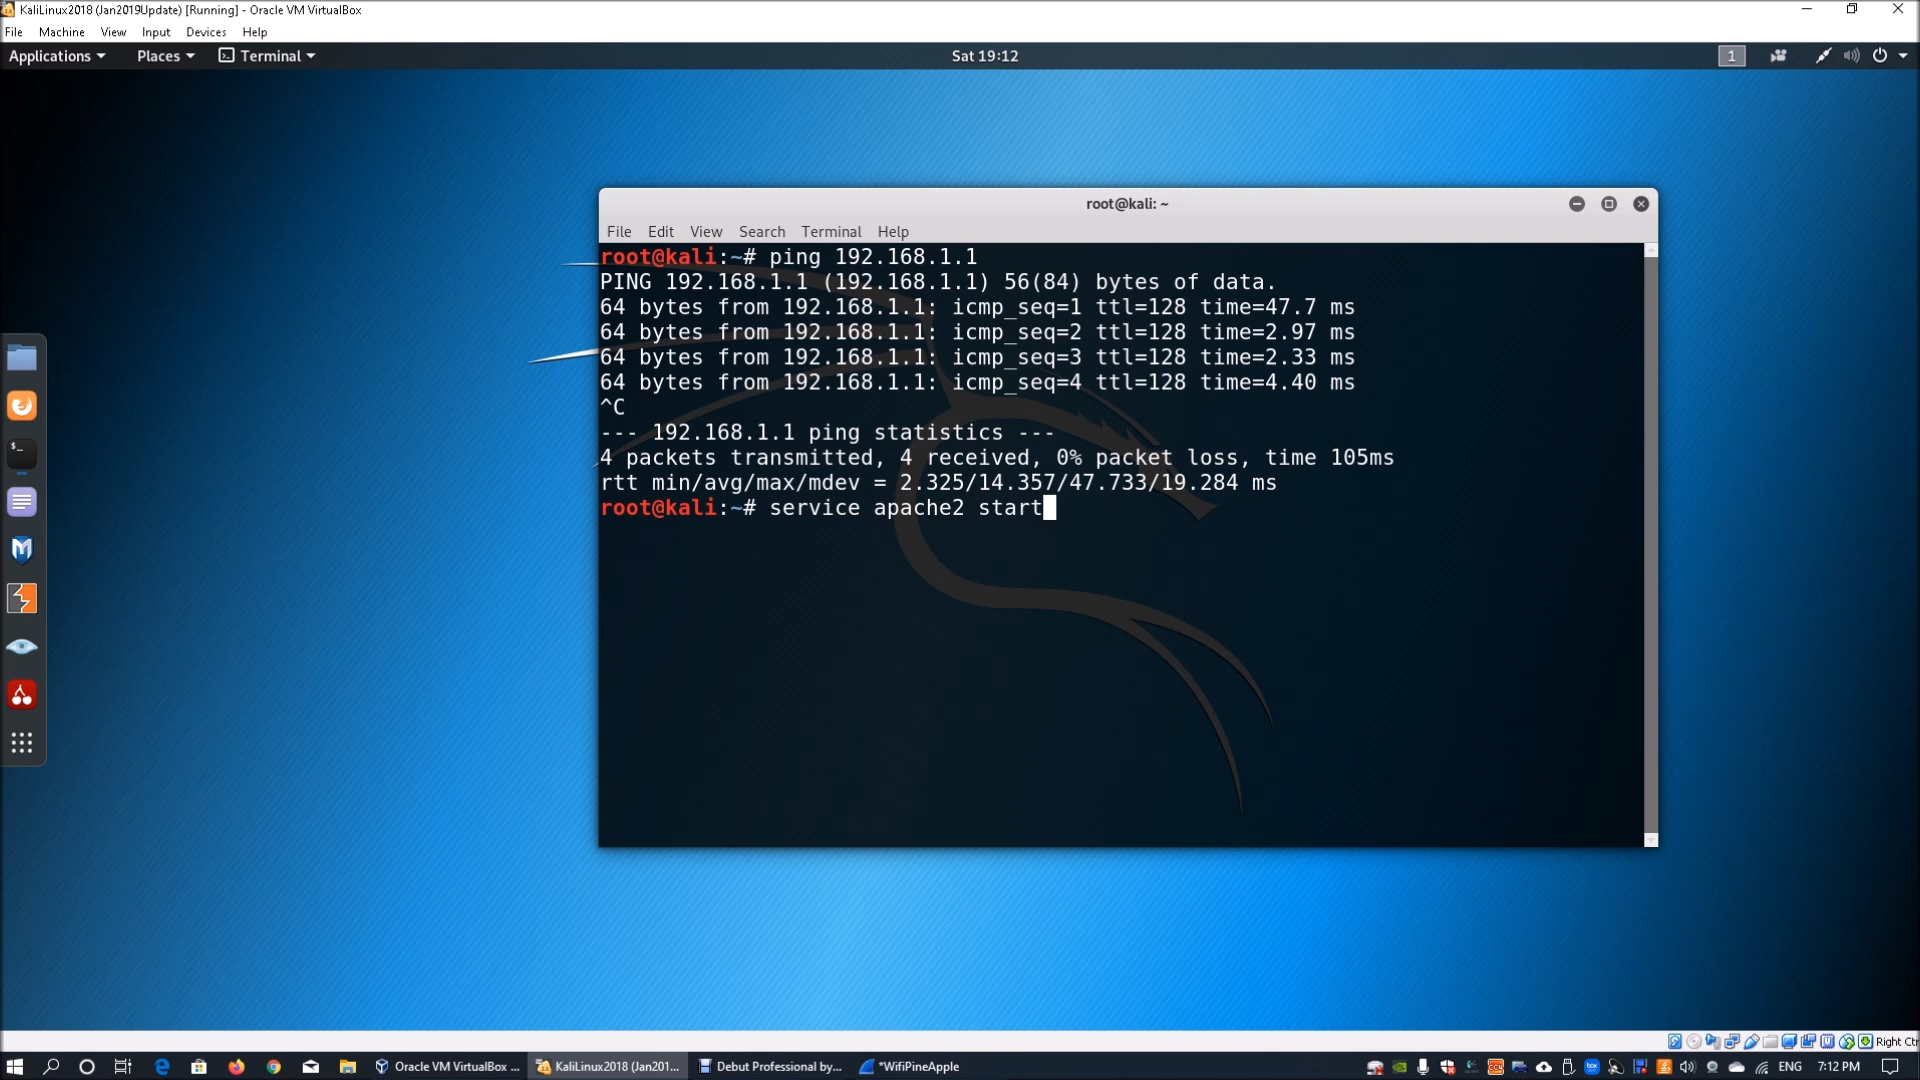 KaliLinux2018 (Jan2019Update) [Running] - Oracle VM VirtualBox
File Machine View Input Devices Help
Applications Places Terminal Sat 19:12 1
root@kali: ~
File Edit View Search Terminal Help
root@kali:~# ping 192.168.1.1
PING 192.168.1.1 (192.168.1.1) 56(84) bytes of data.
64 bytes from 192.168.1.1: icmp_seq=1 ttl=128 time=47.7 ms
64 bytes from 192.168.1.1: icmp_seq=2 ttl=128 time=2.97 ms
64 bytes from 192.168.1.1: icmp_seq=3 ttl=128 time=2.33 ms
64 bytes from 192.168.1.1: icmp_seq=4 ttl=128 time=4.40 ms
^C
--- 192.168.1.1 ping statistics ---
4 packets transmitted, 4 received, 0% packet loss, time 105ms
rtt min/avg/max/mdev = 2.325/14.357/47.733/19.284 ms
root@kali:~# service apache2 start
Right Ctrl
Oracle VM VirtualBox ... KaliLinux2018 (Jan201... Debut Professional by... *WifiPineApple ENG 7:12 PM